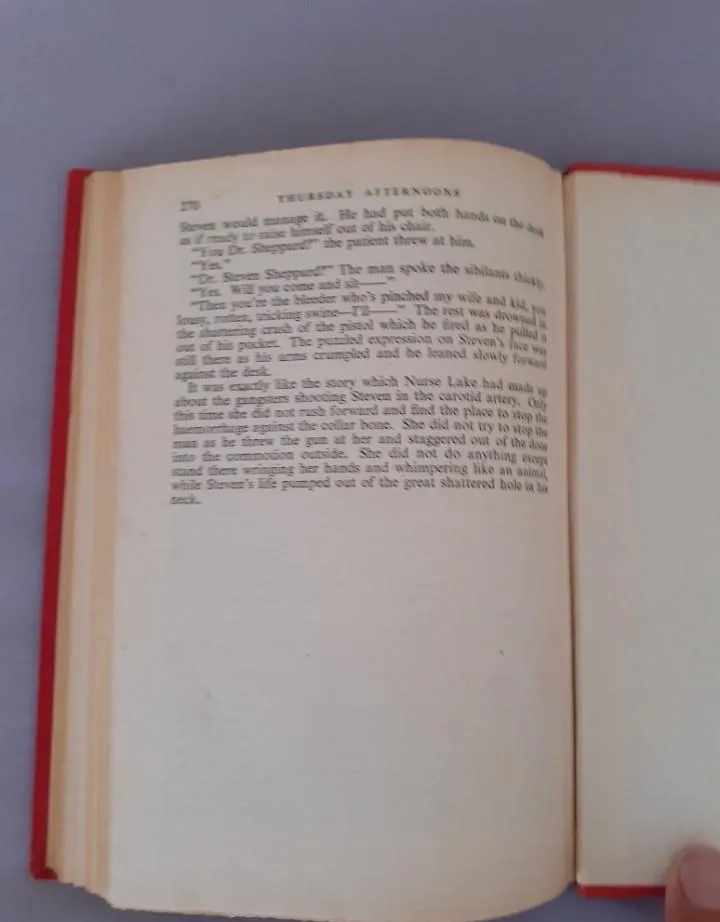 270 THURSDAY AFTERNOONS
Steven would manage it. He had put both hands on the desk
as if ready to raise himself out of his chair.
“You Dr. Sheppard?” the patient threw at him.
“Yes.”
“Dr. Steven Sheppard?” The man spoke the sibilants thickly.
“Yes. Will you come and sit——”
“Then you're the bleeder who's pinched my wife and kid, you
lousy, rotten, tricking swine—I'll——” The rest was drowned in
the shattering crash of the pistol which he fired as he pulled it
out of his pocket. The puzzled expression on Steven's face was
still there as his arms crumpled and he leaned slowly forward
against the desk.
It was exactly like the story which Nurse Lake had made up
about the gangsters shooting Steven in the carotid artery. Only
this time she did not rush forward and find the place to stop the
haemorrhage against the collar bone. She did not try to stop the
man as he threw the gun at her and staggered out of the door
into the commotion outside. She did not do anything except
stand there wringing her hands and whimpering like an animal,
while Steven's life pumped out of the great shattered hole in his
neck.